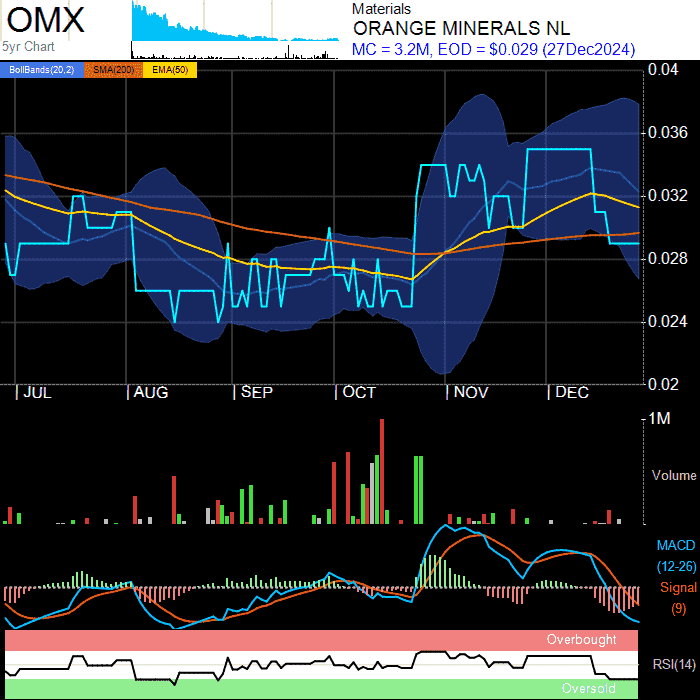 OMX
5yr Chart
Materials
ORANGE MINERALS NL
MC = 3.2M, EOD = $0.029 (27Dec2024)
BollBands(20,2) SMA(200) EMA(50)
0.04
0.036
0.032
0.028
0.024
0.02
JUL AUG SEP OCT NOV DEC
1M
Volume
MACD
(12-26)
Signal
(9)
Overbought
RSI(14)
Oversold